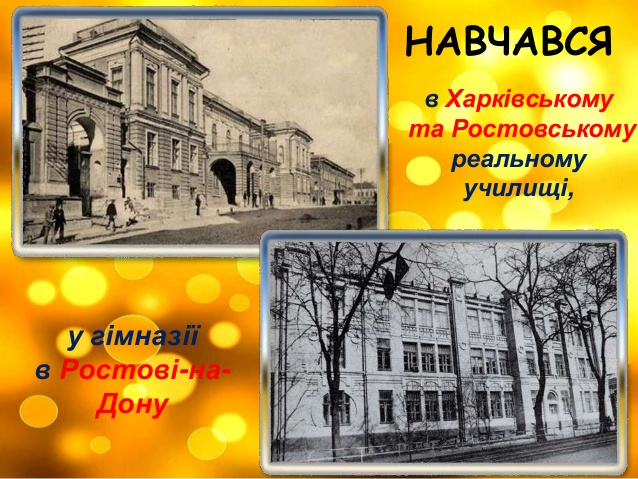 НАВЧАВСЯ
в Харківському
та Ростовському
реальному
училищі,
у гімназії
в Ростові-на-
Дону